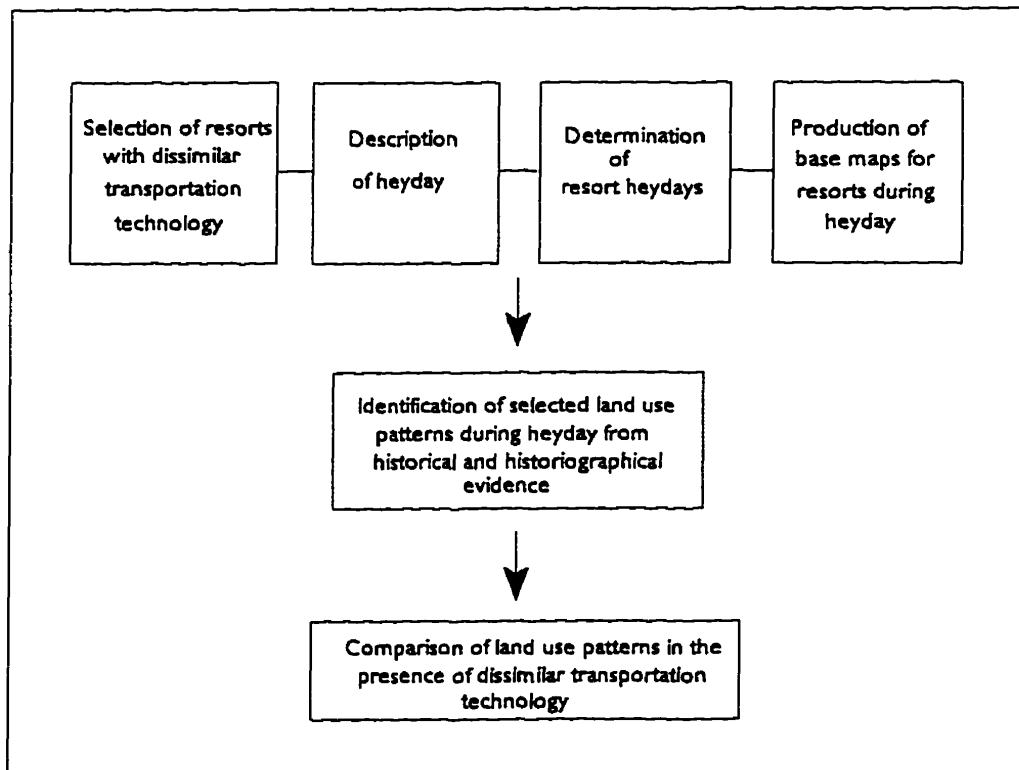 Selection of resorts
with dissimilar
transportation
technology
Description
of heyday
Determination
of
resort heydays
Production of
base maps for
resorts during
heyday
Identification of selected land use
patterns during heyday from
historical and historiographical
evidence
Comparison of land use patterns in the
presence of dissimilar transportation
technology